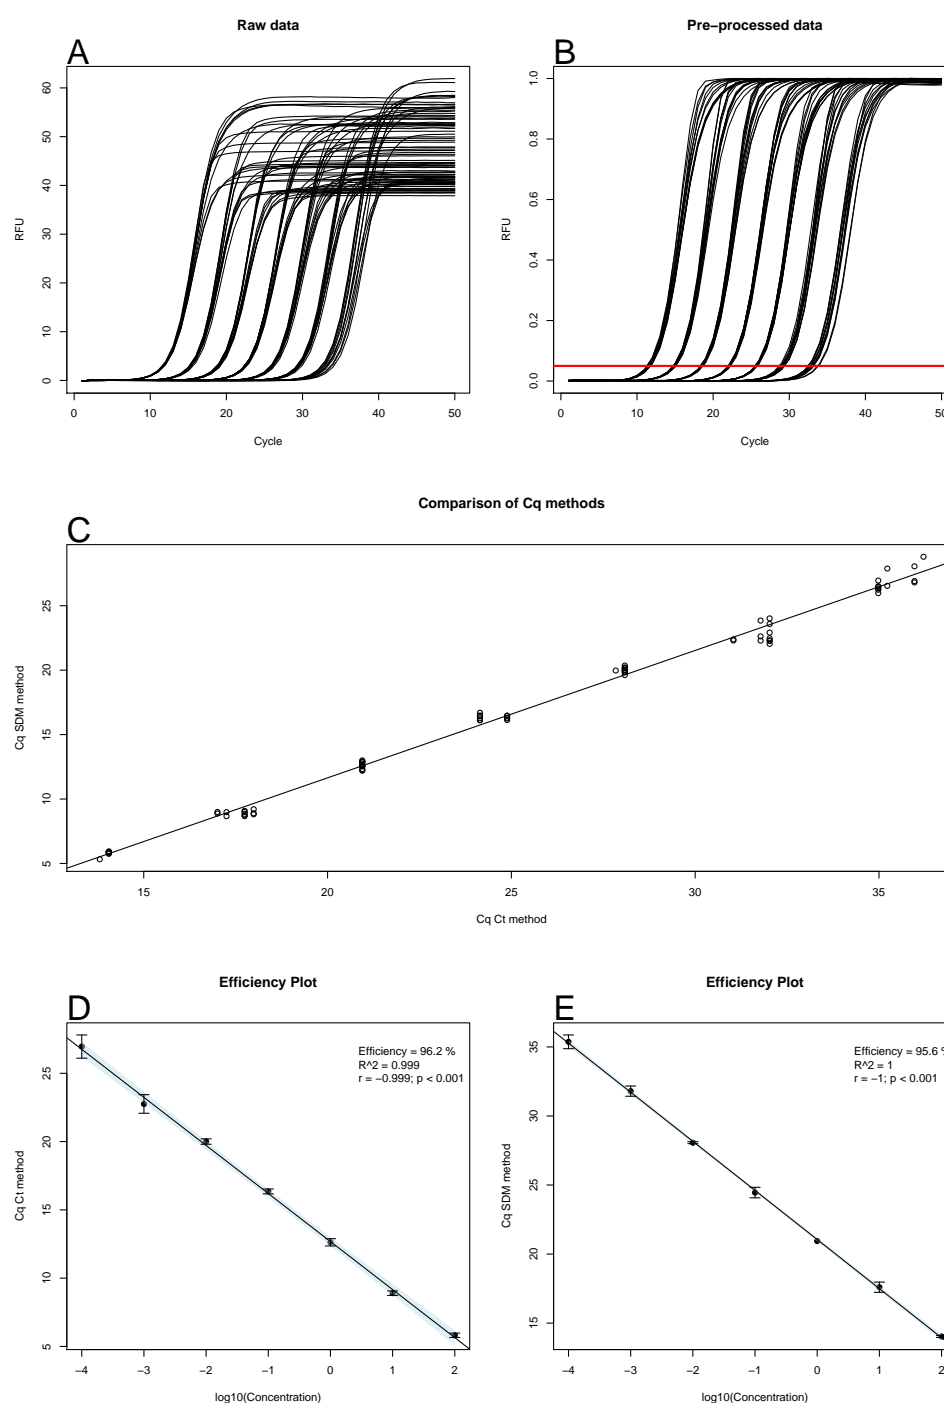 Raw data
A
RFU
0 10 20 30 40 50 60
0 10 20 30 40 50
Cycle
Pre−processed data
B
RFU
0.0 0.2 0.4 0.6 0.8 1.0
0 10 20 30 40 50
Cycle
Comparison of Cq methods
C
Cq SDM method
5 10 15 20 25
15 20 25 30 35
Cq Ct method
Efficiency Plot
D
Efficiency = 96.2 %
R^2 = 0.999
r = −0.999; p < 0.001
Cq Ct method
5 10 15 20 25
−4 −3 −2 −1 0 1 2
log10(Concentration)
Efficiency Plot
E
Efficiency = 95.6 %
R^2 = 1
r = −1; p < 0.001
Cq SDM method
15 20 25 30 35
−4 −3 −2 −1 0 1 2
log10(Concentration)